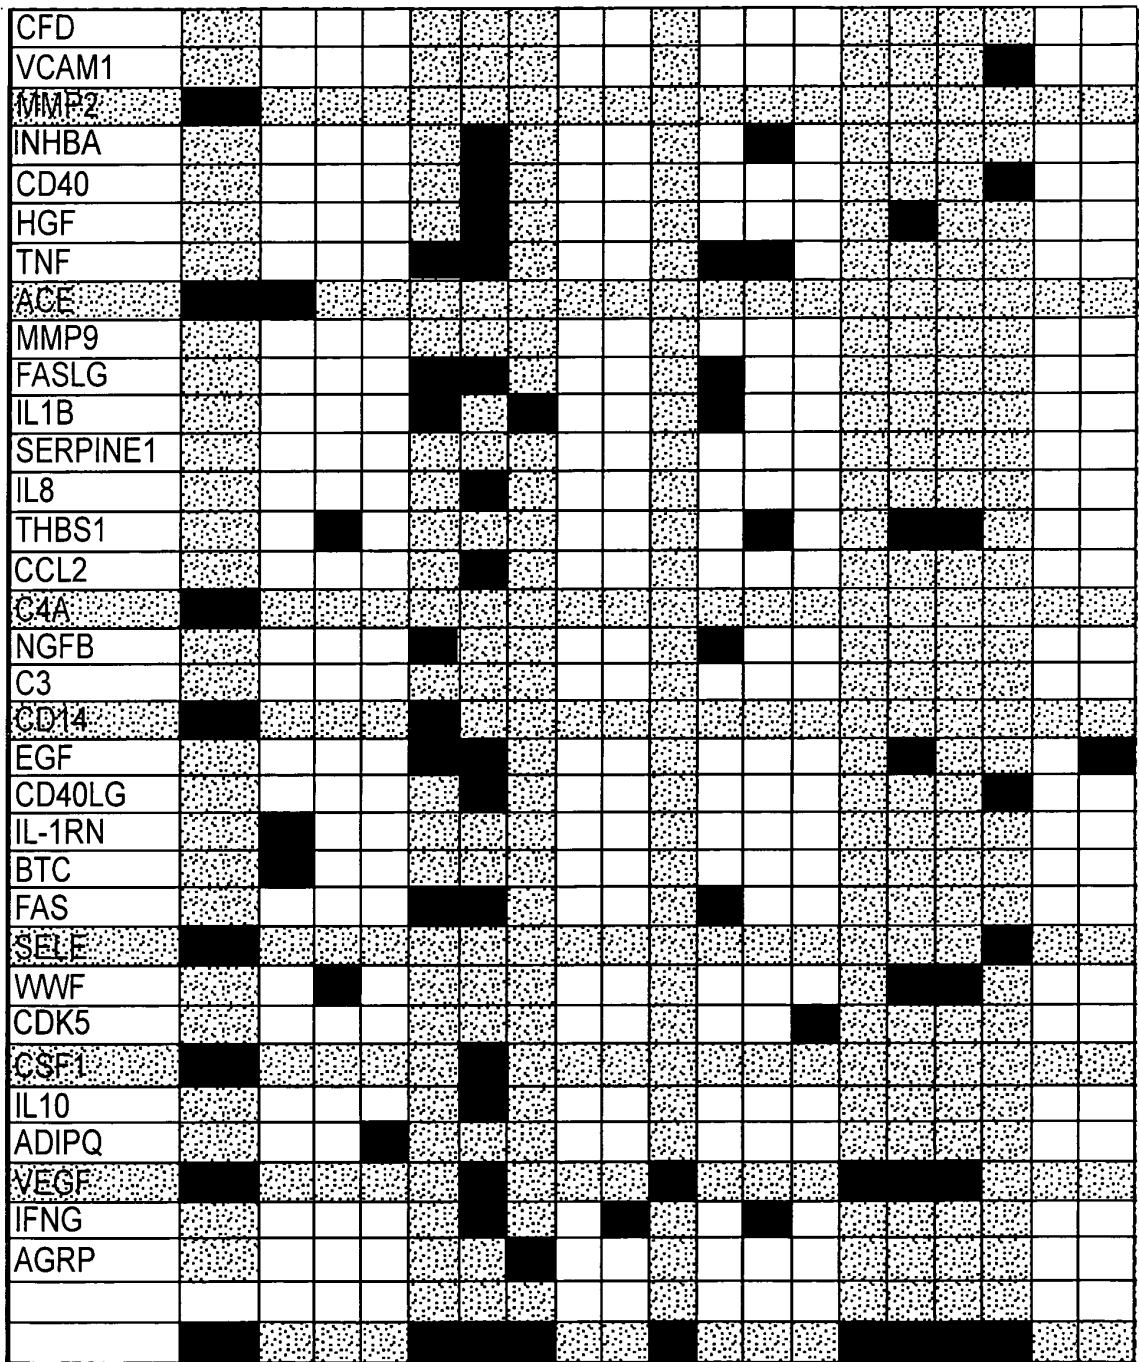 CFD
VCAM1
MMP2
INHBA
CD40
HGF
TNF
ACE
MMP9
FASLG
IL1B
SERPINE1
IL8
THBS1
CCL2
C4A
NGFB
C3
CD14
EGF
CD40LG
IL-1RN
BTC
FAS
SELE
WWF
CDK5
CSF1
IL10
ADIPQ
VEGF
IFNG
AGRP